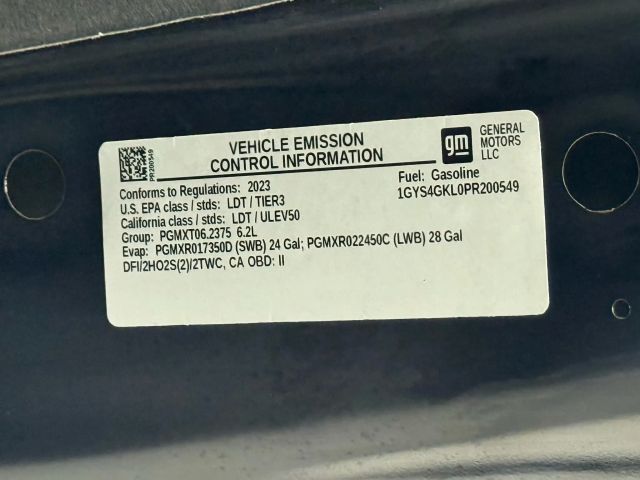 VEHICLE EMISSION
CONTROL INFORMATION
gm
GENERAL
MOTORS
LLC
PR200549
Conforms to Regulations: 2023
Fuel: Gasoline
U.S. EPA class / stds: LDT / TIER3
1GYS4GKL0PR200549
California class / stds: LDT / ULEV50
Group: PGMXT06.2375 6.2L
Evap: PGMXR017350D (SWB) 24 Gal; PGMXR022450C (LWB) 28 Gal
DFI/2HO2S(2)/2TWC, CA OBD: II